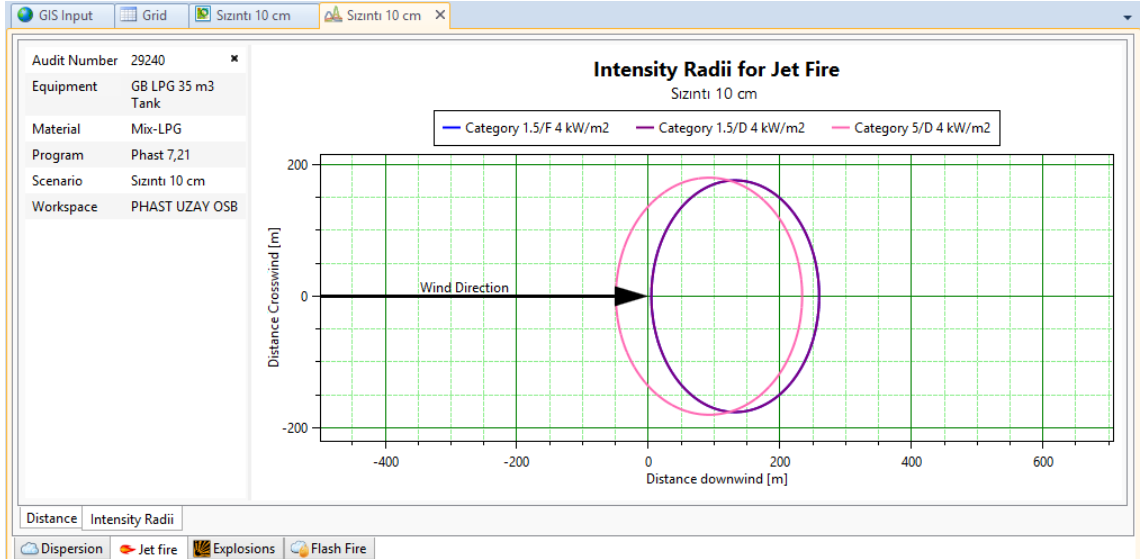 GIS Input
Grid
Sızıntı 10 cm
Sızıntı 10 cm
Audit Number 29240
Equipment GB LPG 35 m3
Tank
Material Mix-LPG
Program Phast 7,21
Scenario Sızıntı 10 cm
Workspace PHAST UZAY OSB
Intensity Radii for Jet Fire
Sızıntı 10 cm
Category 1.5/F 4 kW/m2 Category 1.5/D 4 kW/m2 Category 5/D 4 kW/m2
Distance Crosswind [m]
200
0
-200
Wind Direction
-400 -200 0 200 400 600
Distance downwind [m]
Distance Intensity Radii
Dispersion Jet fire Explosions Flash Fire